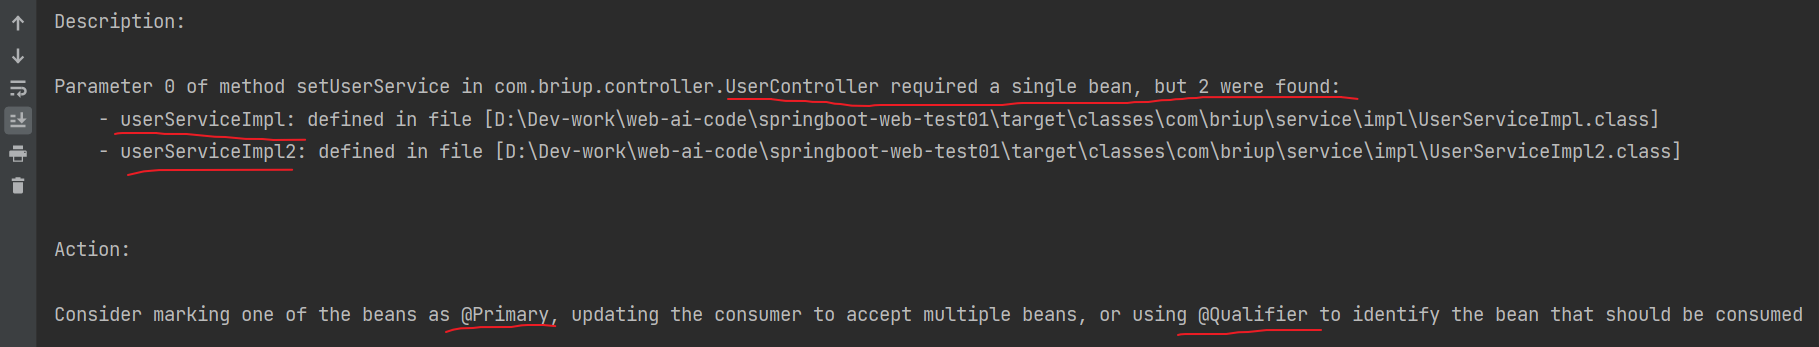 Description:
Parameter 0 of method setUserService in com.briup.controller.UserController required a single bean, but 2 were found:
- userServiceImpl: defined in file [D:\Dev-work\web-ai-code\springboot-web-test01\target\classes\com\briup\service\impl\UserServiceImpl.class]
- userServiceImpl2: defined in file [D:\Dev-work\web-ai-code\springboot-web-test01\target\classes\com\briup\service\impl\UserServiceImpl2.class]
Action:
Consider marking one of the beans as @Primary, updating the consumer to accept multiple beans, or using @Qualifier to identify the bean that should be consumed